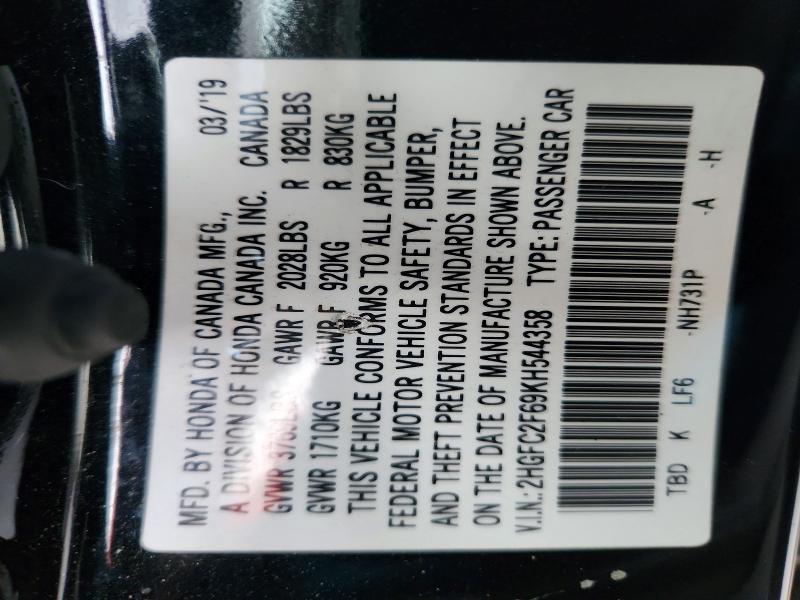 MFD. BY HONDA OF CANADA MFG., 03/'19
A DIVISION OF HONDA CANADA INC. CANADA
GVWR GAWR F 2028LBS R 1829LBS
GVWR 1710KG GAWR F 920KG R 830KG
THIS VEHICLE CONFORMS TO ALL APPLICABLE
FEDERAL MOTOR VEHICLE SAFETY, BUMPER,
AND THEFT PREVENTION STANDARDS IN EFFECT
ON THE DATE OF MANUFACTURE SHOWN ABOVE.
V.I.N.: 2HGFC2F69KH544358 TYPE: PASSENGER CAR
TBD K LF6 -NH731P -A -H